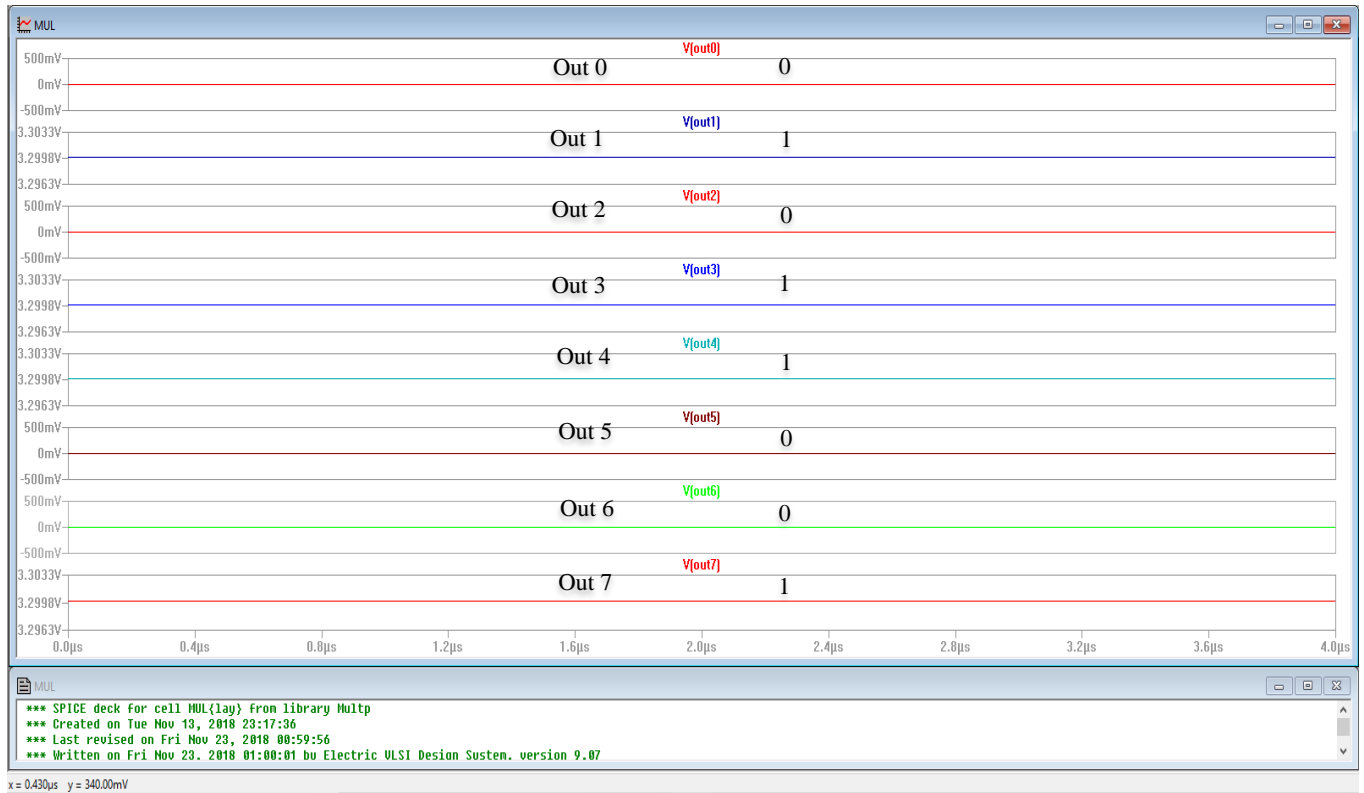 MUL
V(out0)
500mV
Out 0 0
0mV
-500mV
V(out1)
3.3033V
Out 1 1
3.2998V
3.2963V
V(out2)
500mV
Out 2 0
0mV
-500mV
V(out3)
3.3033V
Out 3 1
3.2998V
3.2963V
V(out4)
3.3033V
Out 4 1
3.2998V
3.2963V
V(out5)
500mV
Out 5 0
0mV
-500mV
V(out6)
500mV
Out 6 0
0mV
-500mV
V(out7)
3.3033V
Out 7 1
3.2998V
3.2963V
0.0µs 0.4µs 0.8µs 1.2µs 1.6µs 2.0µs 2.4µs 2.8µs 3.2µs 3.6µs 4.0µs
MUL
*** SPICE deck for cell MUL{lay} from library Multp
*** Created on Tue Nov 13, 2018 23:17:36
*** Last revised on Fri Nov 23, 2018 00:59:56
*** Written on Fri Nov 23, 2018 01:00:01 by Electric VLSI Design System, version 9.07
x = 0.430µs y = 340.00mV